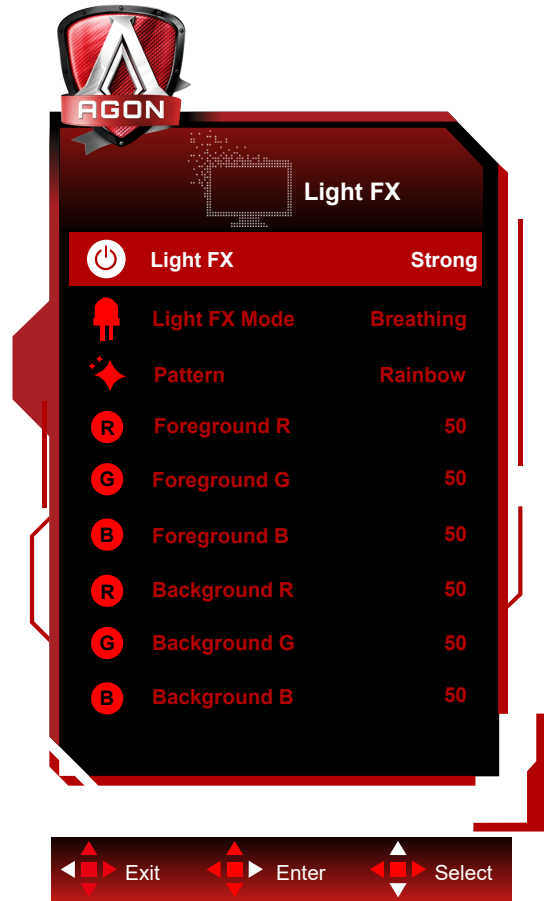 AGON
Light FX
Light FX Strong
Light FX Mode Breathing
Pattern Rainbow
R Foreground R 50
G Foreground G 50
B Foreground B 50
R Background R 50
G Background G 50
B Background B 50
Exit Enter Select